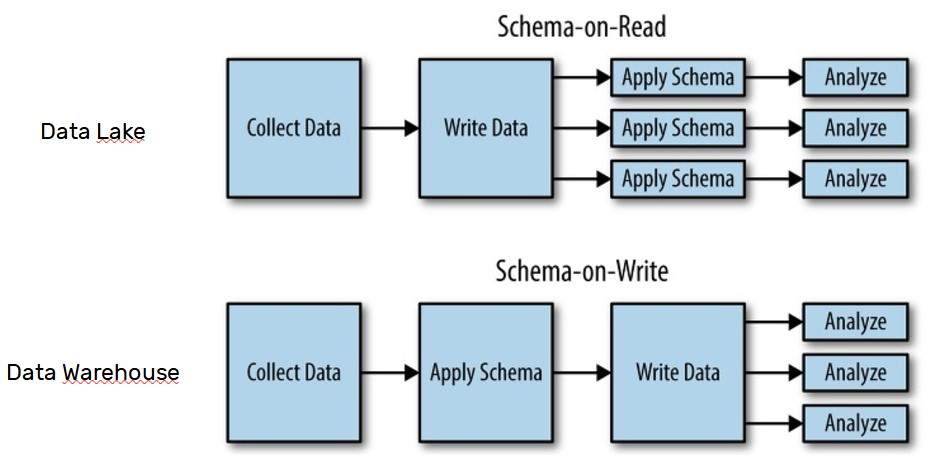 Schema-on-Read
Data Lake
Collect Data
Write Data
Apply Schema
Analyze
Apply Schema
Analyze
Apply Schema
Analyze
Schema-on-Write
Data Warehouse
Collect Data
Apply Schema
Write Data
Analyze
Analyze
Analyze